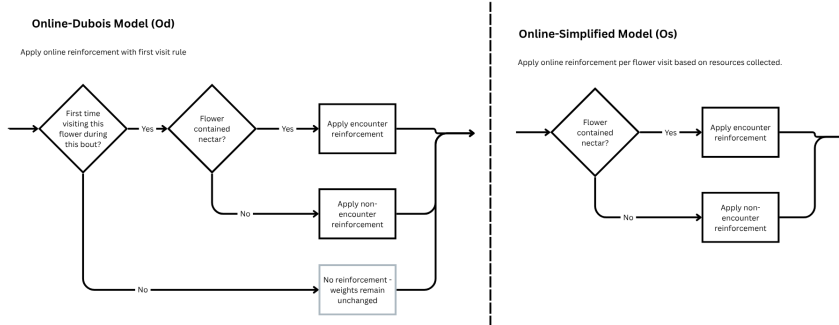 Online-Dubois Model (Od)
Apply online reinforcement with first visit rule
First time
visiting this
flower during
this bout?
Yes
Flower
contained
nectar?
Yes
Apply encounter
reinforcement
No
Apply non-
encounter
reinforcement
No
No reinforcement -
weights remain
unchanged
Online-Simplified Model (Os)
Apply online reinforcement per flower visit based on resources collected.
Flower
contained
nectar?
Yes
Apply encounter
reinforcement
No
Apply non-
encounter
reinforcement